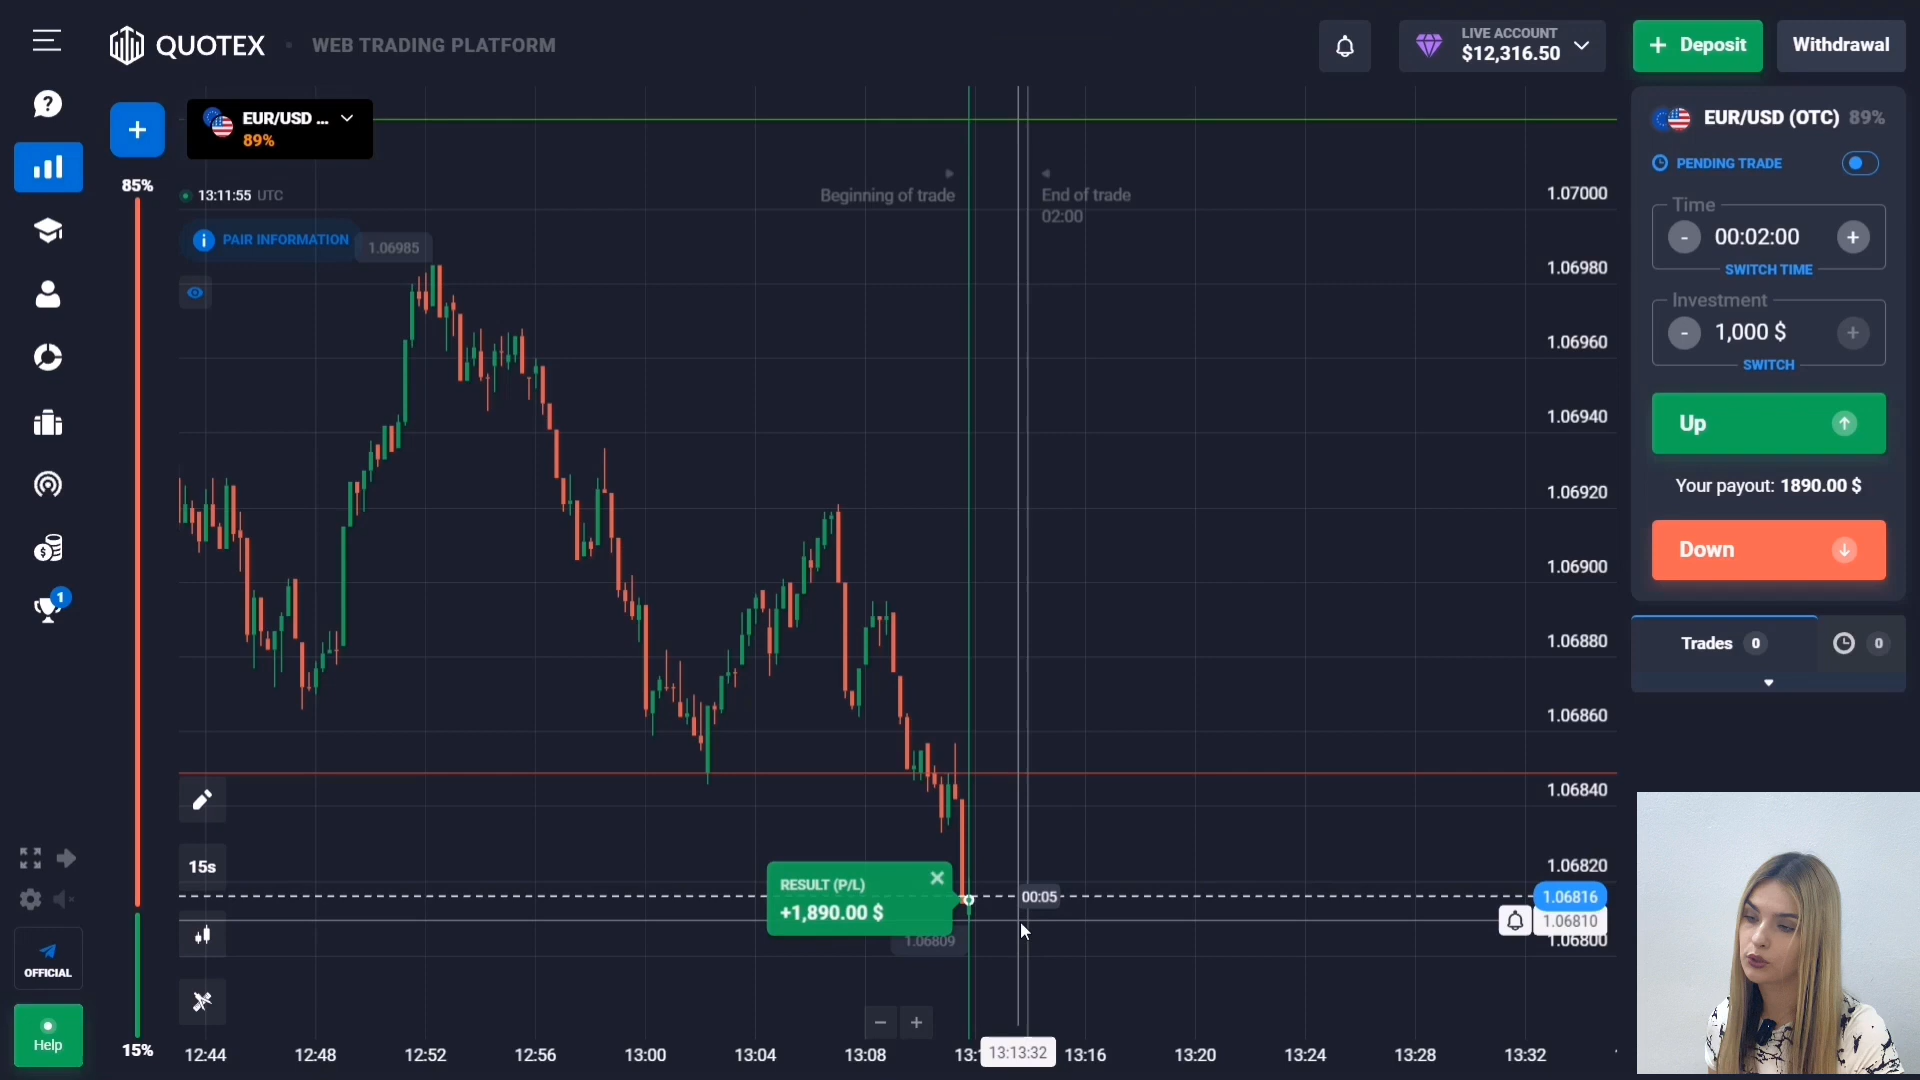 QUOTEX
WEB TRADING PLATFORM
LIVE ACCOUNT
$12,316.50
+ Deposit
Withdrawal
EUR/USD ...
89%
85%
13:11:55 UTC
PAIR INFORMATION
1.06985
Beginning of trade
End of trade
02:00
1.07000
1.06980
1.06960
1.06940
1.06920
1.06900
1.06880
1.06860
1.06840
1.06820
1.06816
1.06810
1.06800
EUR/USD (OTC) 89%
PENDING TRADE
Time
- 00:02:00 +
SWITCH TIME
Investment
- 1,000 $ +
SWITCH
Up
Your payout: 1890.00 $
Down
Trades 0
0
1
15s
RESULT (P/L)
+1,890.00 $
00:05
1.06809
OFFICIAL
Help
15%
12:44
12:48
12:52
12:56
13:00
13:04
13:08
13:
13:13:32
13:16
13:20
13:24
13:28
13:32